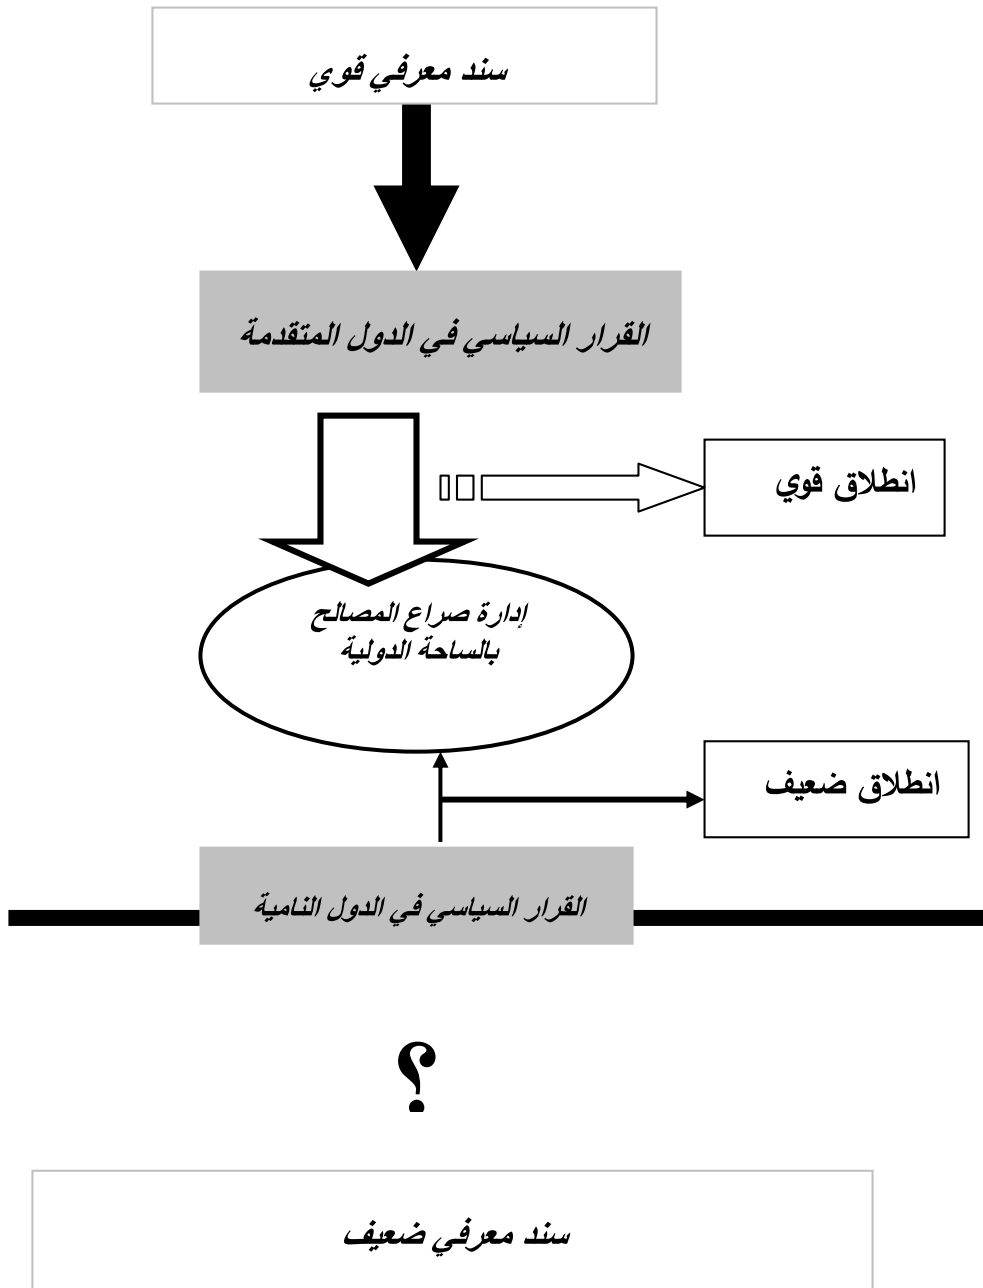 سند معرفي قوي
القرار السياسي في الدول المتقدمة
انطلاق قوي
إدارة صراع المصالح
بالساحة الدولية
انطلاق ضعيف
القرار السياسي في الدول النامية
؟
سند معرفي ضعيف